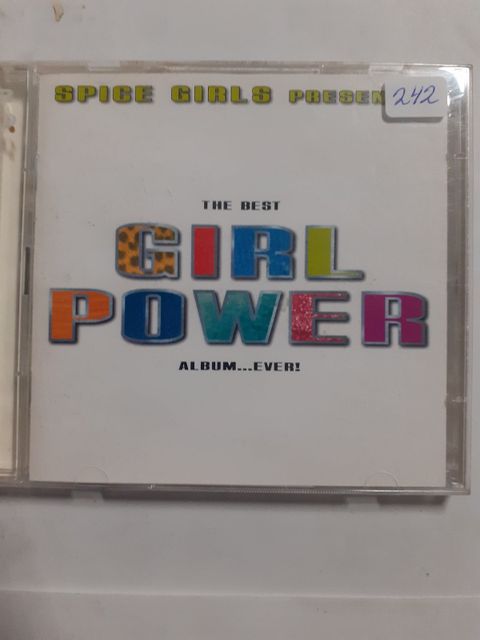 SPICE GIRLS PRESEN
242
THE BEST
GIRL
POWER
ALBUM...EVER!